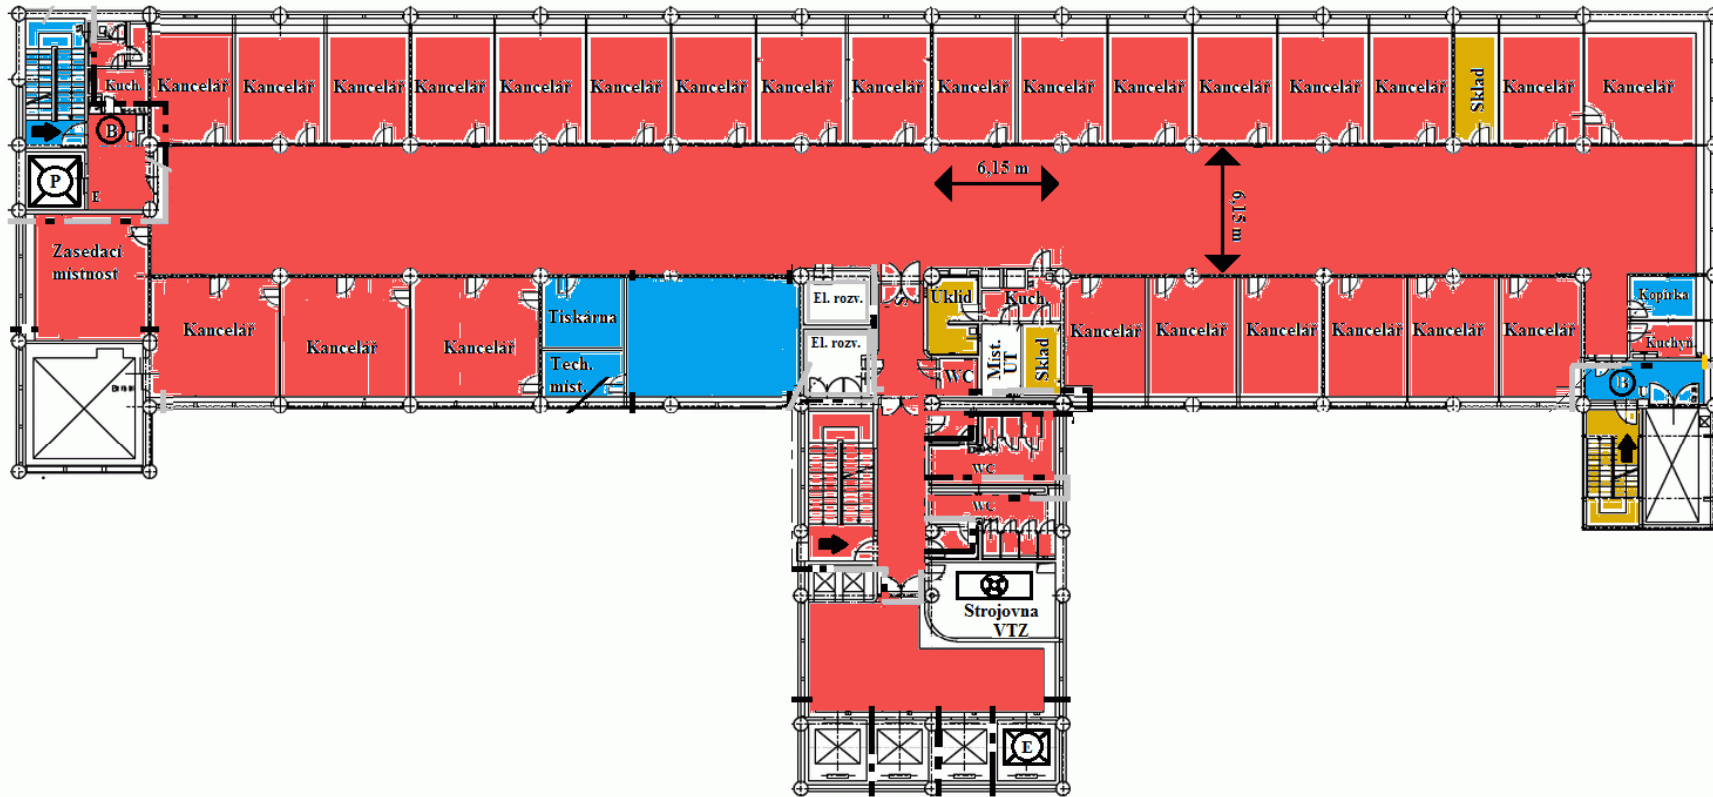 Kuch.
Kancelář
Kancelář
Kancelář
Kancelář
Kancelář
Kancelář
Kancelář
Kancelář
Kancelář
Kancelář
Kancelář
Kancelář
Kancelář
Kancelář
Sklad
Kancelář
Kancelář
B
U
P
E
6,15 m
6,15 m
Zasedací
místnost
Kancelář
Kancelář
Kancelář
Tiskárna
Tech.
míst.
El. rozv.
El. rozv.
Úklid
Kuch.
WC
Míst.
ÚT
Sklad
Kancelář
Kancelář
Kancelář
Kancelář
Kancelář
Kancelář
Kopírka
Kuchyň
B
U
WC
WC
Strojovna
VTZ
E